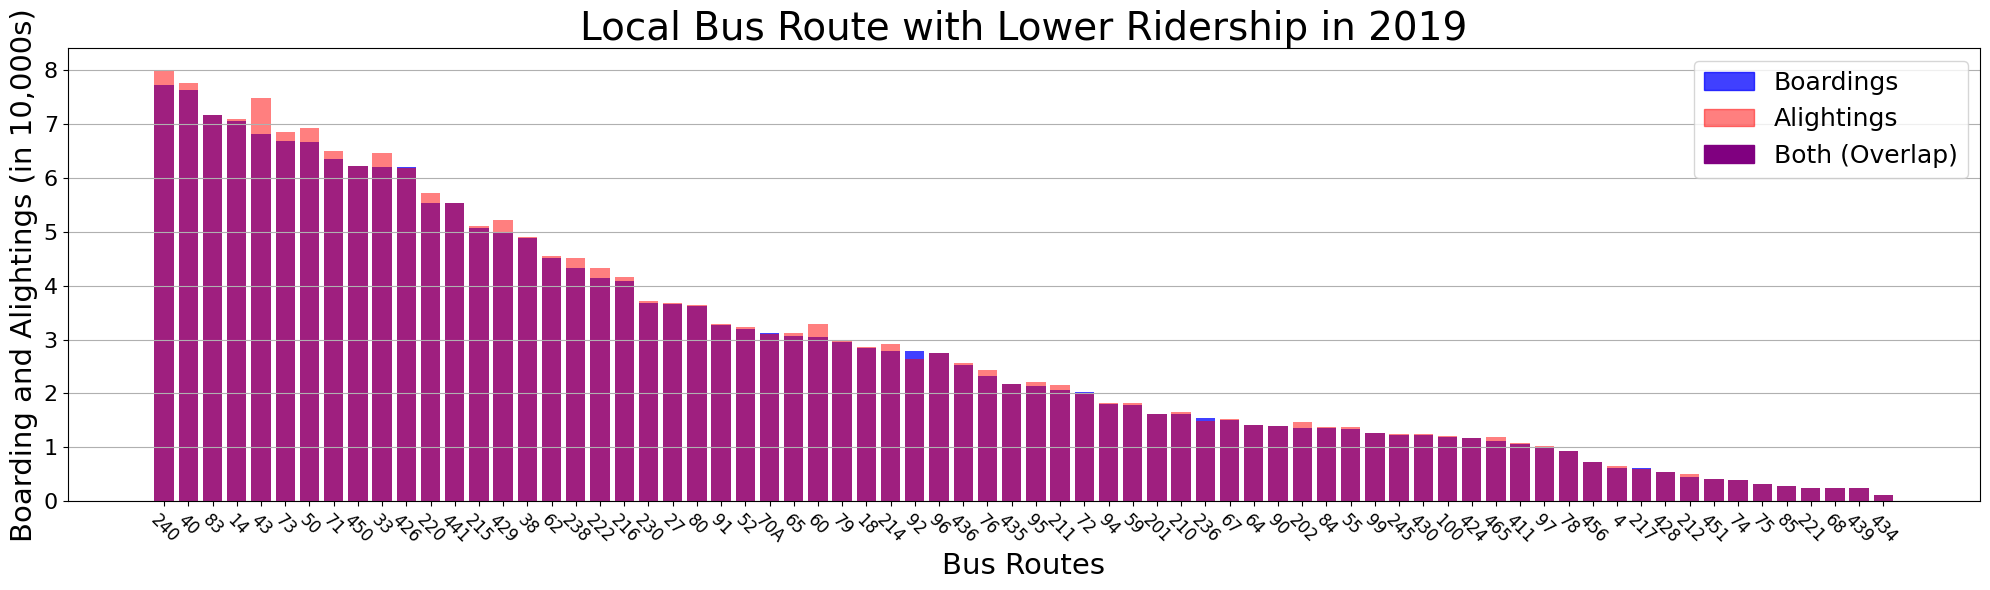 Local Bus Route with Lower Ridership in 2019
Boarding and Alightings (in 10,000s)
8
7
6
5
4
3
2
1
0
Boardings
Alightings
Both (Overlap)
240 40 83 14 43 73 50 71 450 33 426 220 441 215 429 38 62 238 222 216 230 27 80 91 52 70A 65 60 79 18 214 92 96 436 76 435 95 211 72 94 59 201 210 236 67 64 90 202 84 55 99 245 430 100 424 465 411 97 78 456 4 217 428 212 451 74 75 85 221 68 439 434
Bus Routes